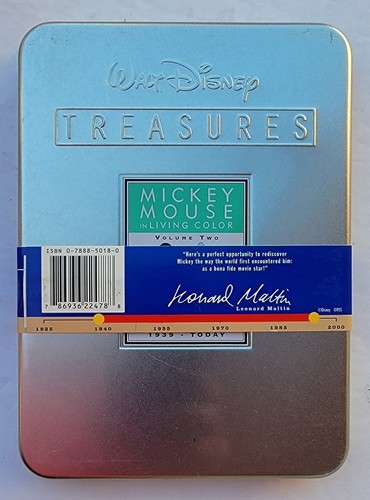 WALT DISNEY
TREASURES
MICKEY
MOUSE
IN LIVING COLOR
VOLUME TWO
ISBN 0-7888-5018-0
7 86936 22478 8
"Here's a perfect opportunity to rediscover
Mickey the way the world first encountered him:
as a bona fide movie star!"
Leonard Maltin
Leonard Maltin
©Disney
1925 1940 1955 1970 1985 2000
1939 - TODAY